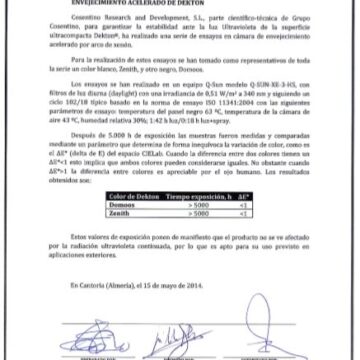 ENVEJECIMIENTO ACELERADO DE DEKTON
Cosentino Research and Development, S.L., parte científico-técnica de Grupo
Cosentino, para garantizar la estabilidad ante la luz Ultravioleta de la superficie
ultracompacta Dekton®, ha realizado una serie de ensayos en cámara de envejecimiento
acelerado por arco de xenón.
Para la realización de estos ensayos se han tomado como representantes de toda
la serie un color blanco, Zenith, y otro negro, Domoos.
Los ensayos se han realizado en un equipo Q-Sun modelo Q-SUN-XE-3-HS, con
filtros de luz diurna (daylight) con una irradiancia de 0,51 W/m² a 340 nm y siguiendo un
ciclo 102/18 típico basado en la norma de ensayo ISO 11341:2004 con las siguientes
parámetros de ensayo temperatura del panel negro 63 ºC, temperatura de la cámara de
aire 43 ºC, humedad relativa 30%; 1:42 h luz/0:18 h luz+spray.
Después de 5.000 h de exposición las muestras fueron medidas y comparadas
mediante un parámetro que determina de forma inequívoca la variación de color, como es
el ΔE* (delta de E) del espacio CIELab. Cuando la diferencia entre dos colores tienen un
ΔE*<1 esto implica que ambos colores pueden considerarse iguales. No obstante cuando
ΔE*>1 la diferencia entre colores es apreciable por el ojo humano. Los resultados
obtenidos son:
Color de Dekton Tiempo exposición, h ΔE*
Domoos > 5000 <1
Zenith > 5000 <1
Estos valores de exposición ponen de manifiesto que el producto no se ve afectado
por la radiación ultravioleta continuada, por lo que es apto para su uso previsto en
aplicaciones exteriores.
En Cantoria (Almería), el 15 de mayo de 2014.